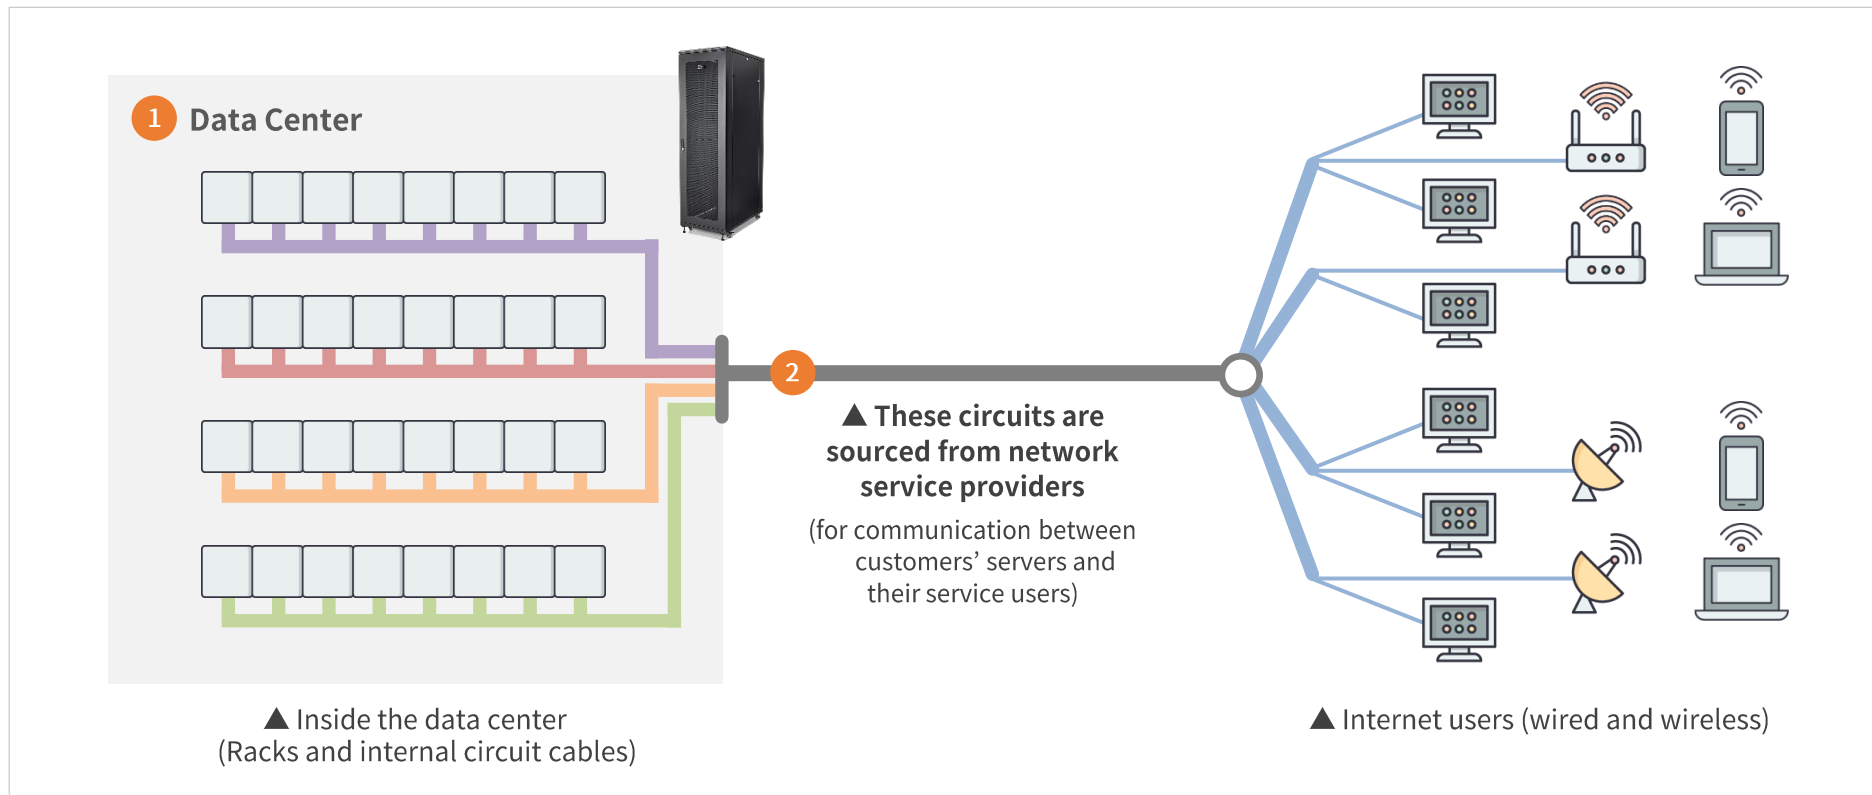 1 Data Center
2
▲ These circuits are
sourced from network
service providers
(for communication between
customers’ servers and
their service users)
▲ Inside the data center
(Racks and internal circuit cables)
▲ Internet users (wired and wireless)